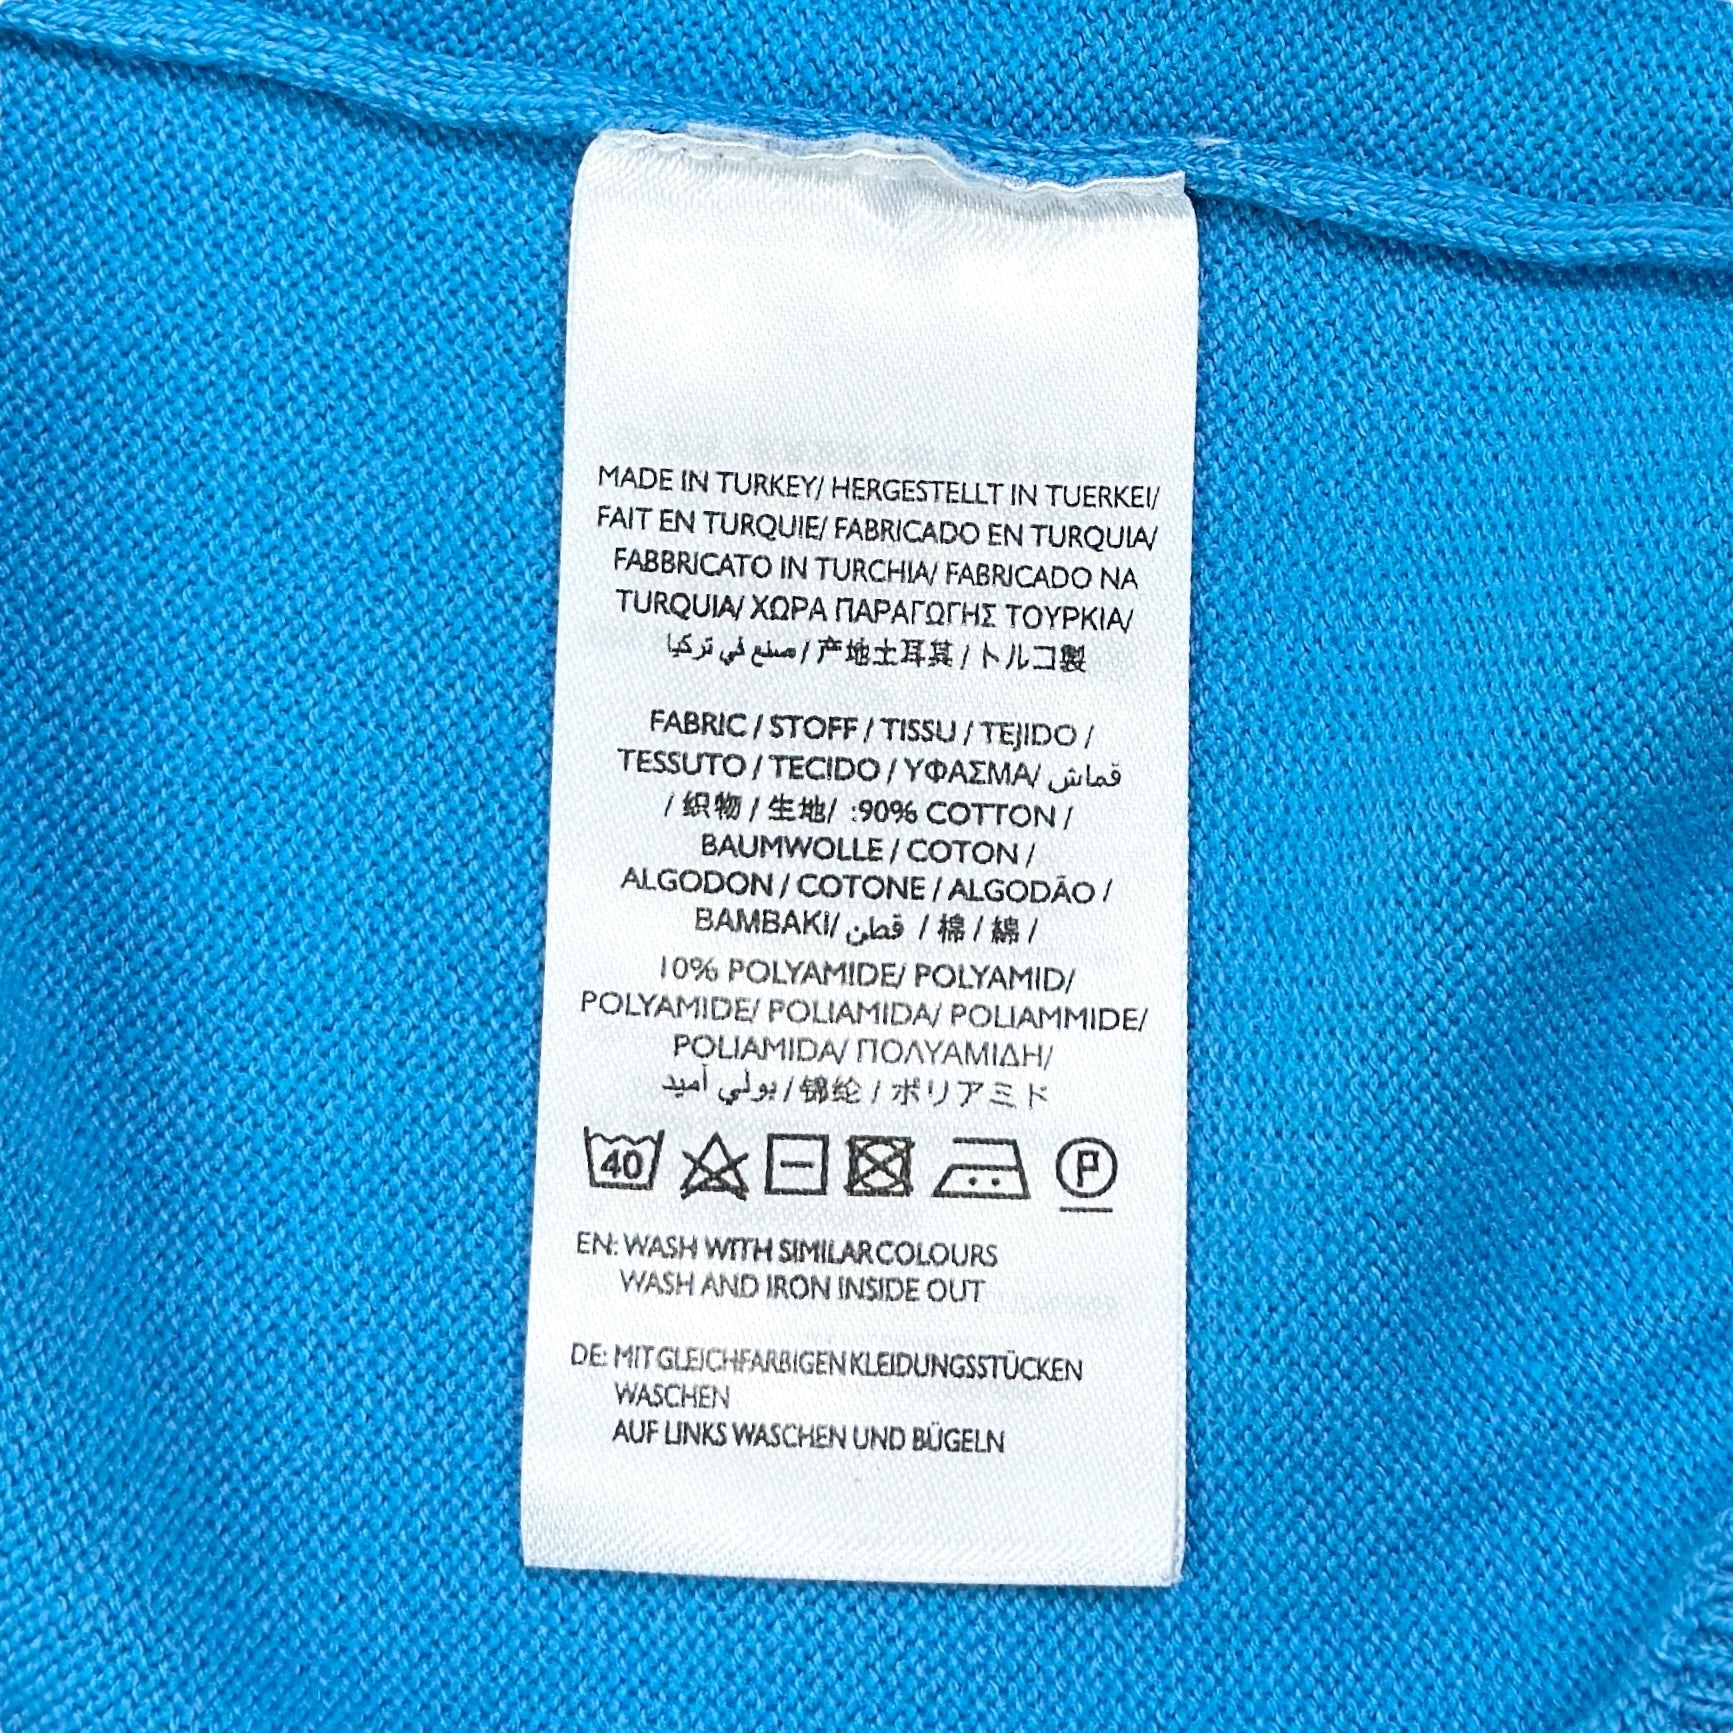 MADE IN TURKEY/ HERGESTELLT IN TUERKEI/
FAIT EN TURQUIE/ FABRICADO EN TURQUIA/
FABBRICATO IN TURCHIA/ FABRICADO NA
TURQUIA/ ΧΩΡΑ ΠΑΡΑΓΩΓΗΣ ΤΟΥΡΚΙΑ/
صنع في تركيا / 产地土耳其 / トルコ製
FABRIC / STOFF / TISSU / TEJIDO /
TESSUTO / TECIDO / ΥΦΑΣΜΑ/ قماش
/ 织物 / 生地/ :90% COTTON /
BAUMWOLLE / COTON /
ALGODON / COTONE / ALGODÃO /
BAMBAKI/ قطن / 棉 / 綿 /
10% POLYAMIDE/ POLYAMID/
POLYAMIDE/ POLIAMIDA/ POLIAMMIDE/
POLIAMIDA/ ΠΟΛΥΑΜΙΔΗ/
بولي آميد / 锦纶 / ポリアミド
40 P
EN: WASH WITH SIMILAR COLOURS
WASH AND IRON INSIDE OUT
DE: MIT GLEICHFARBIGEN KLEIDUNGSSTÜCKEN
WASCHEN
AUF LINKS WASCHEN UND BÜGELN